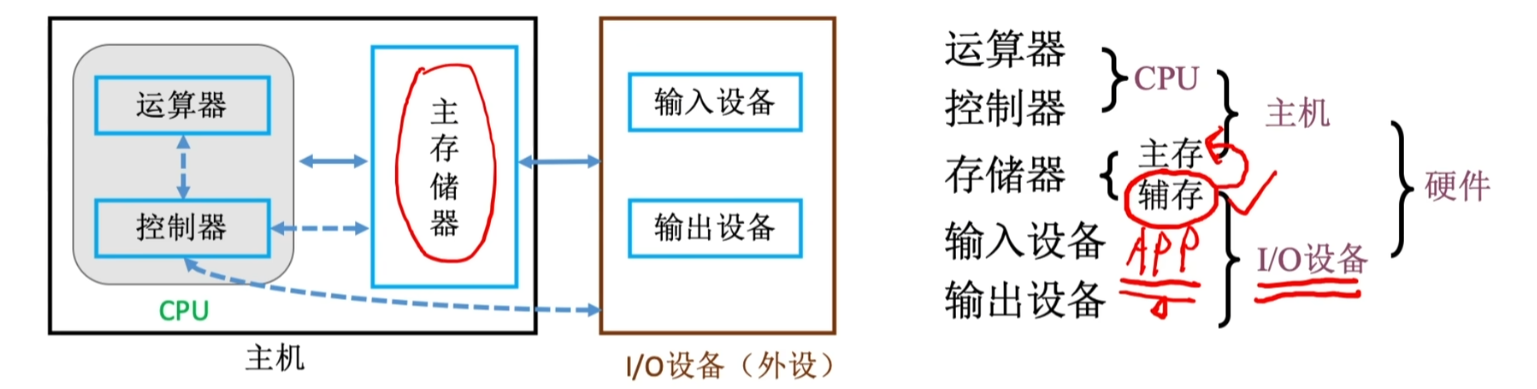 运算器
控制器
CPU
主存储器
主机
输入设备
输出设备
I/O设备（外设）
运算器
控制器
CPU
存储器
主存
辅存
主机
输入设备
输出设备
APP
I/O设备
硬件